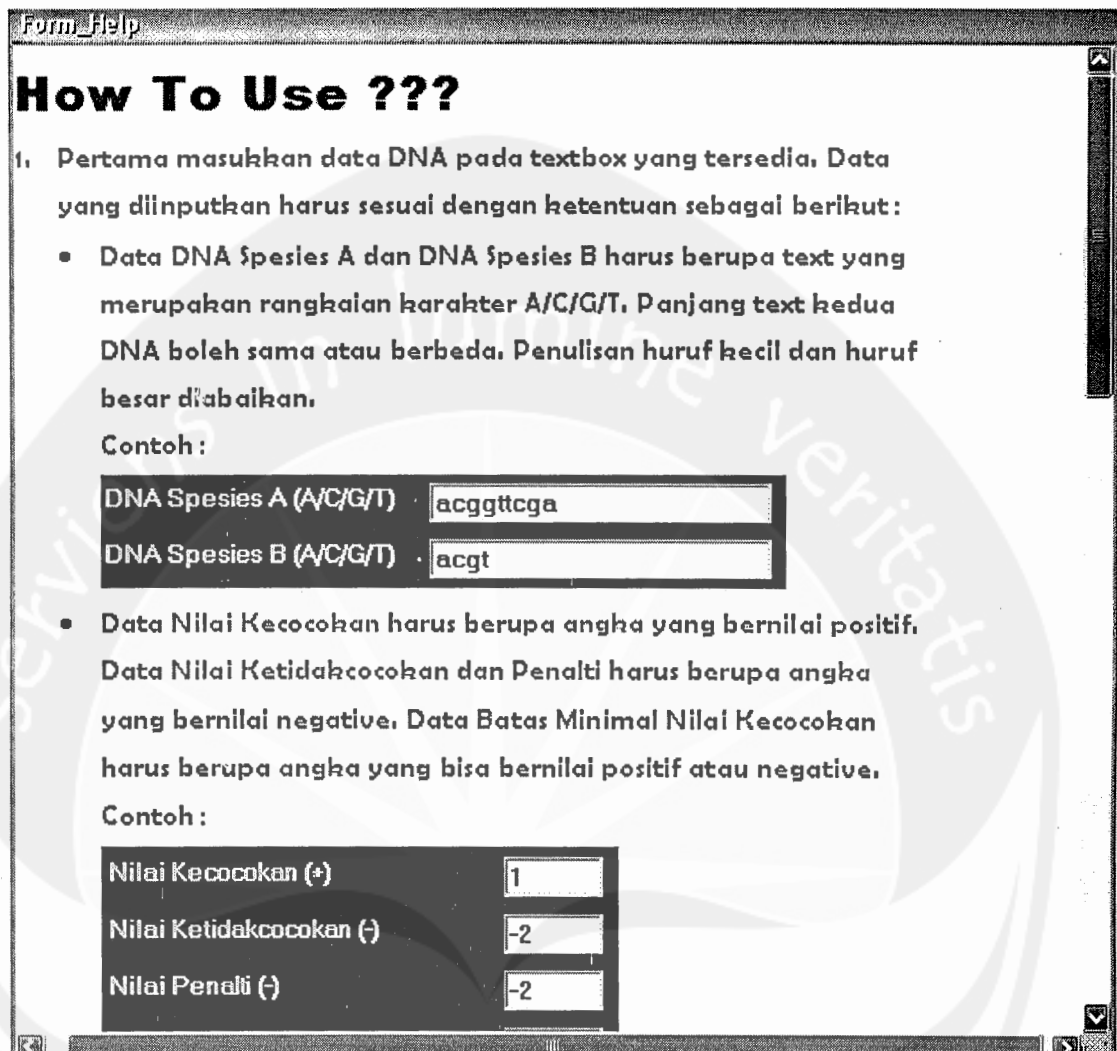 Form_Help
How To Use ???
1. Pertama masukkan data DNA pada textbox yang tersedia. Data
yang diinputkan harus sesuai dengan ketentuan sebagai berikut:
• Data DNA Spesies A dan DNA Spesies B harus berupa text yang
merupakan rangkaian karakter A/C/G/T. Panjang text kedua
DNA boleh sama atau berbeda. Penulisan huruf kecil dan huruf
besar diabaikan.
Contoh :
DNA Spesies A (A/C/G/T) acggttcga
DNA Spesies B (A/C/G/T) acgt
• Data Nilai Kecocokan harus berupa angka yang bernilai positif.
Data Nilai Ketidakcocokan dan Penalti harus berupa angka
yang bernilai negative. Data Batas Minimal Nilai Kecocokan
harus berupa angka yang bisa bernilai positif atau negative.
Contoh :
Nilai Kecocokan (+) 1
Nilai Ketidakcocokan (-) -2
Nilai Penalti (-) -2
serviens in lumine veritatis